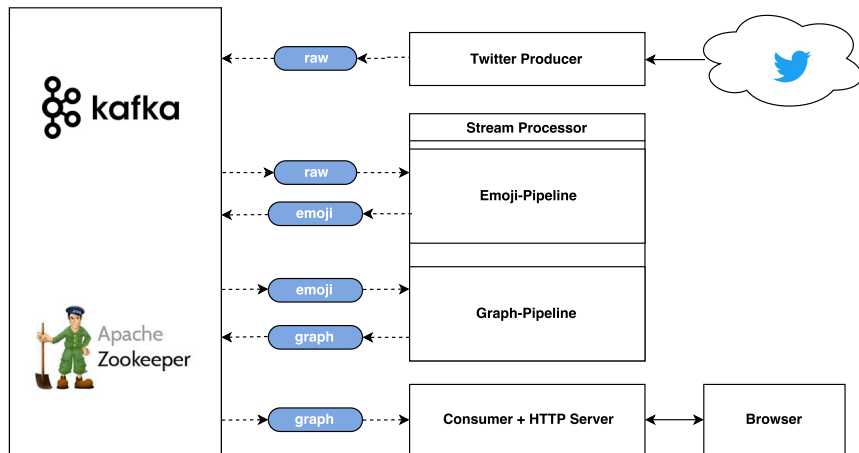 raw
Twitter Producer
kafka
Stream Processor
raw
Emoji-Pipeline
emoji
emoji
Graph-Pipeline
graph
Apache
Zookeeper
graph
Consumer + HTTP Server
Browser